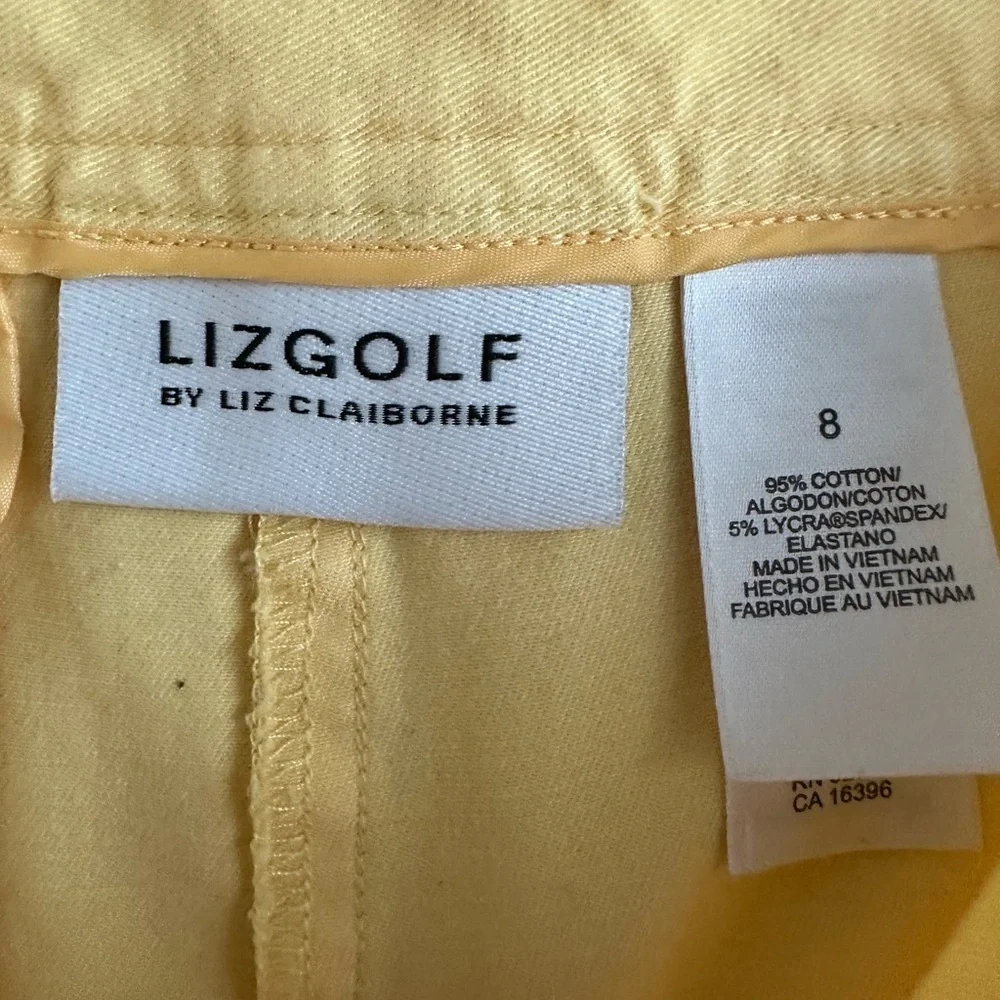 LIZGOLF
BY LIZ CLAIBORNE
8
95% COTTON/
ALGODON/COTON
5% LYCRA®SPANDEX/
ELASTANO
MADE IN VIETNAM
HECHO EN VIETNAM
FABRIQUE AU VIETNAM
RN
CA 16396